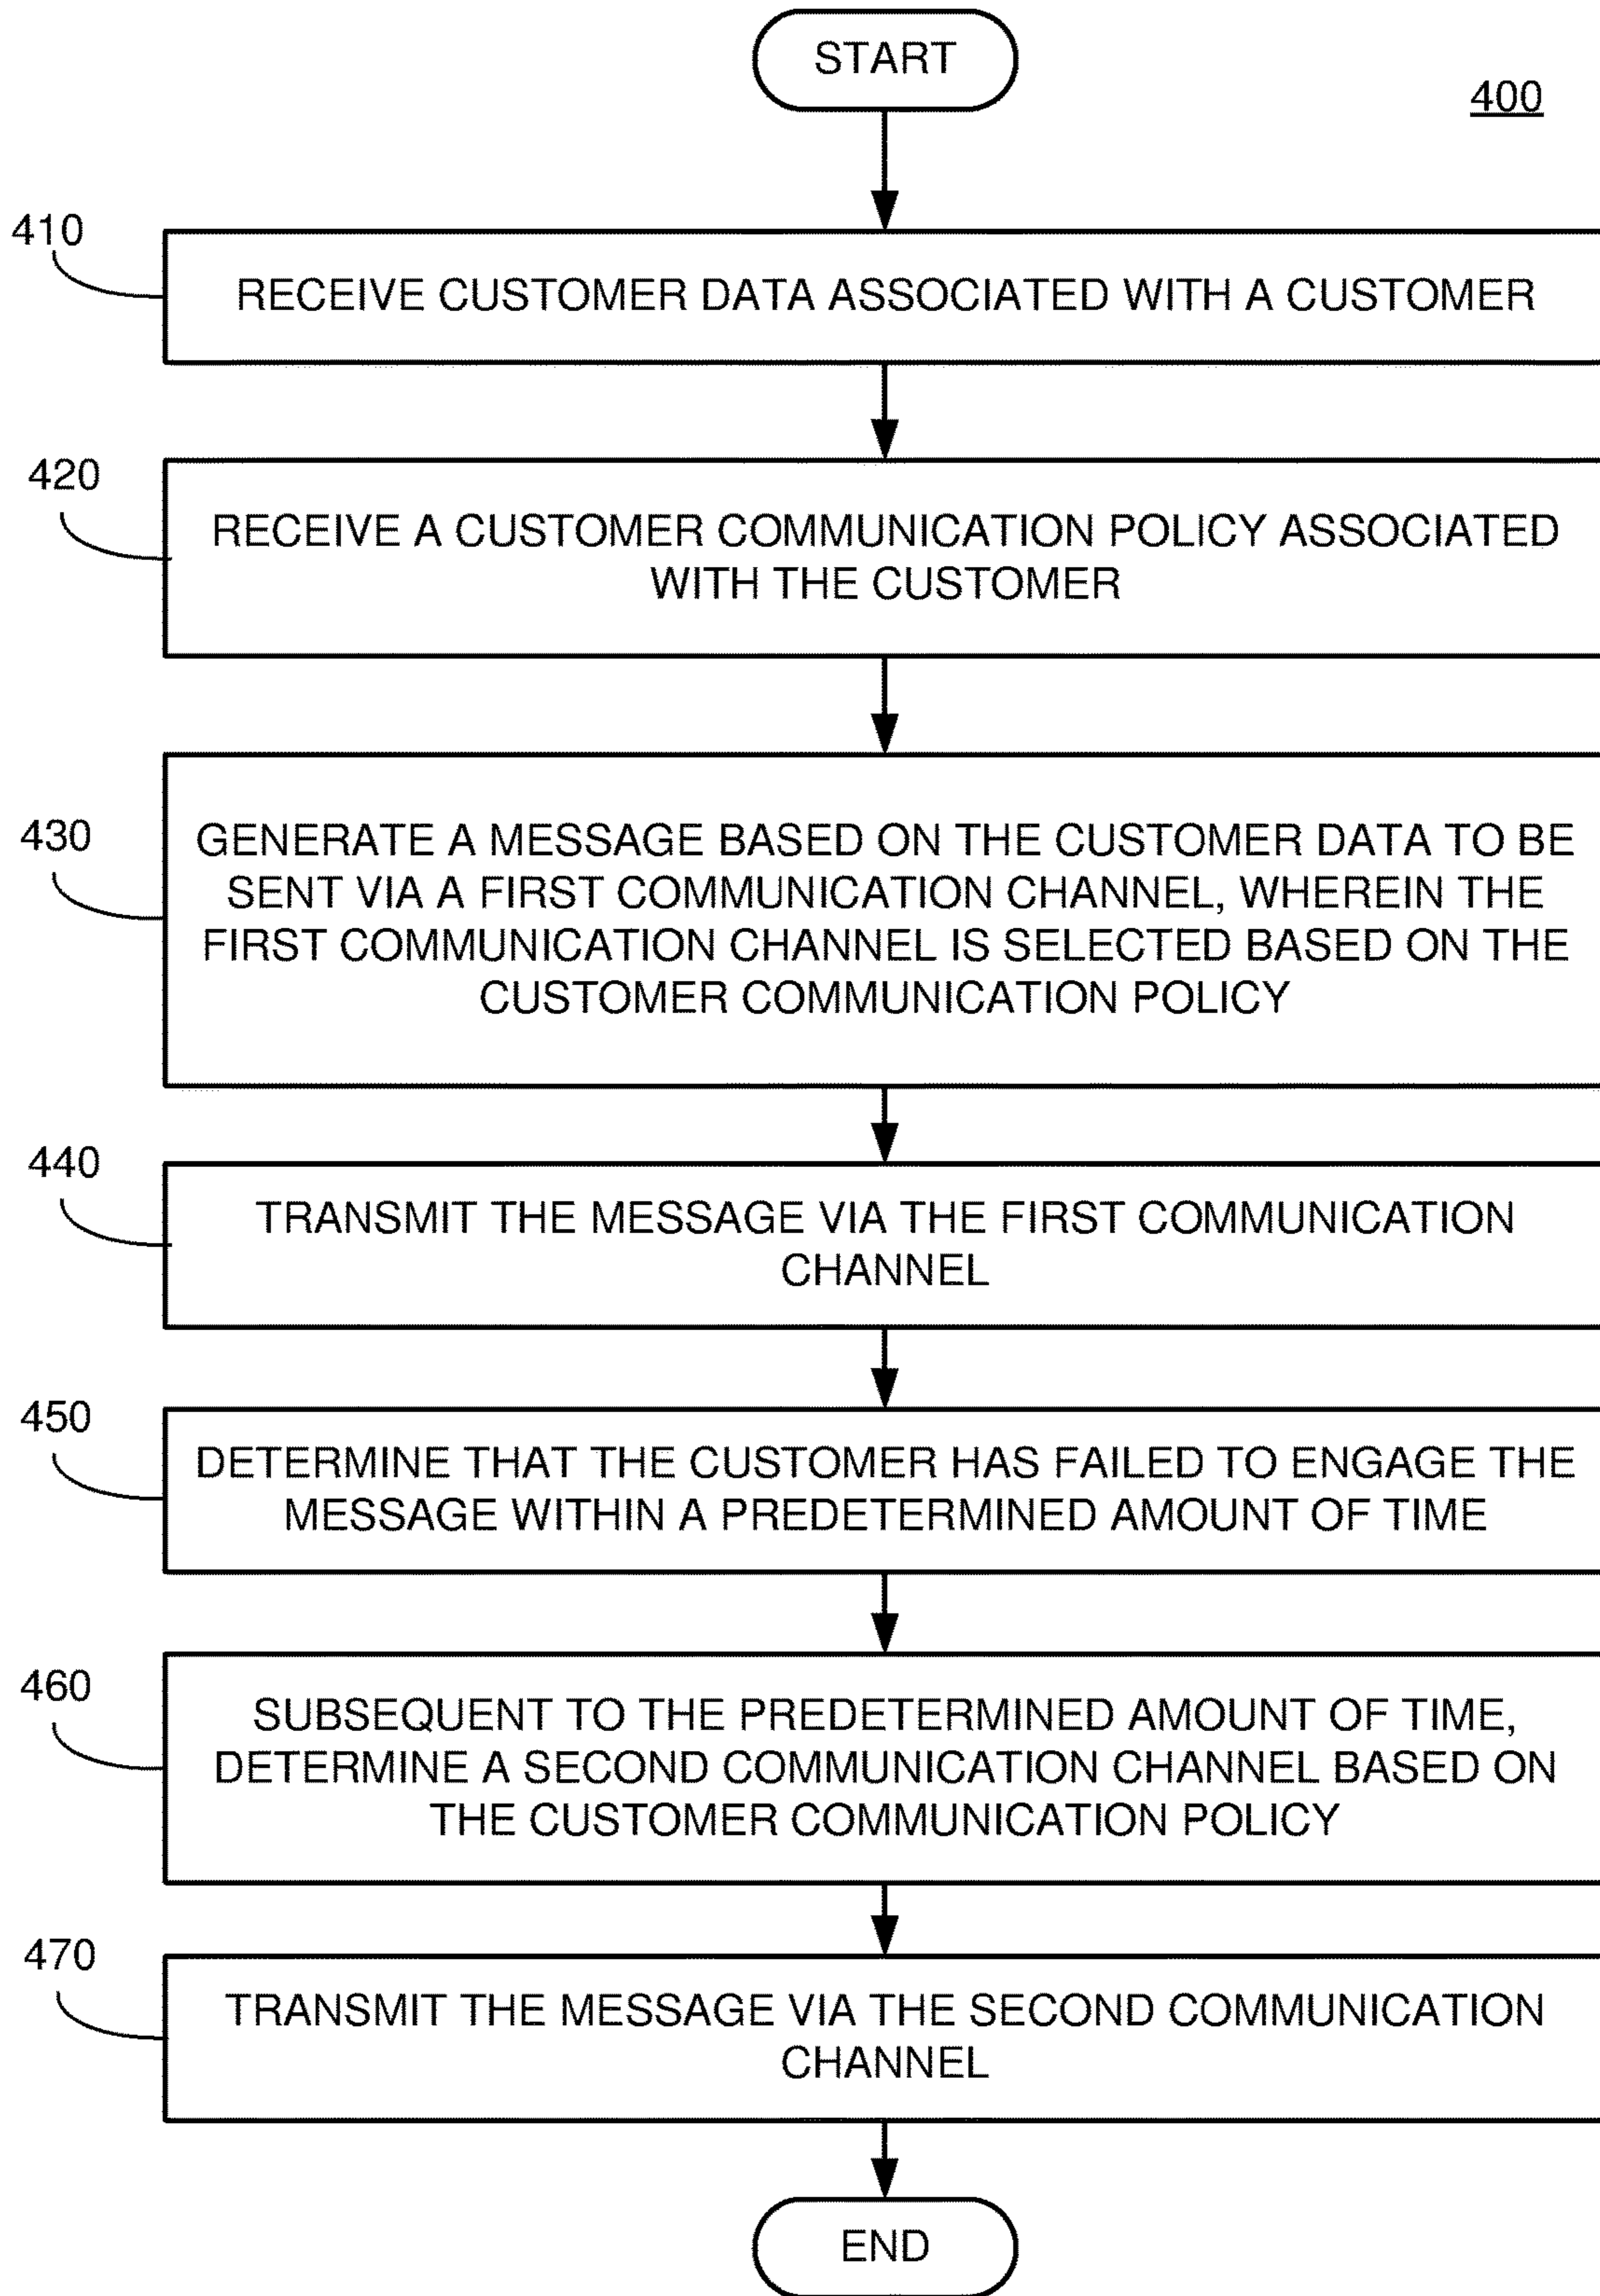 START
400
410
RECEIVE CUSTOMER DATA ASSOCIATED WITH A CUSTOMER
420
RECEIVE A CUSTOMER COMMUNICATION POLICY ASSOCIATED
WITH THE CUSTOMER
430
GENERATE A MESSAGE BASED ON THE CUSTOMER DATA TO BE
SENT VIA A FIRST COMMUNICATION CHANNEL, WHEREIN THE
FIRST COMMUNICATION CHANNEL IS SELECTED BASED ON THE
CUSTOMER COMMUNICATION POLICY
440
TRANSMIT THE MESSAGE VIA THE FIRST COMMUNICATION
CHANNEL
450
DETERMINE THAT THE CUSTOMER HAS FAILED TO ENGAGE THE
MESSAGE WITHIN A PREDETERMINED AMOUNT OF TIME
460
SUBSEQUENT TO THE PREDETERMINED AMOUNT OF TIME,
DETERMINE A SECOND COMMUNICATION CHANNEL BASED ON
THE CUSTOMER COMMUNICATION POLICY
470
TRANSMIT THE MESSAGE VIA THE SECOND COMMUNICATION
CHANNEL
END